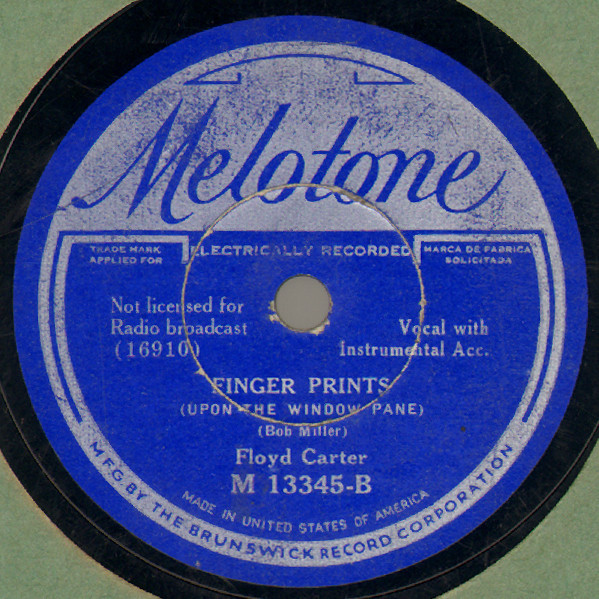 Melotone
TRADE MARK
APPLIED FOR
ELECTRICALLY RECORDED
MARCA DE FABRICA
SOLICITADA
Not licensed for
Radio broadcast
(16910)
Vocal with
Instrumental Acc.
FINGER PRINTS
(UPON THE WINDOW PANE)
(Bob Miller)
Floyd Carter
M 13345-B
MADE IN UNITED STATES OF AMERICA
MFG BY THE BRUNSWICK RECORD CORPORATION